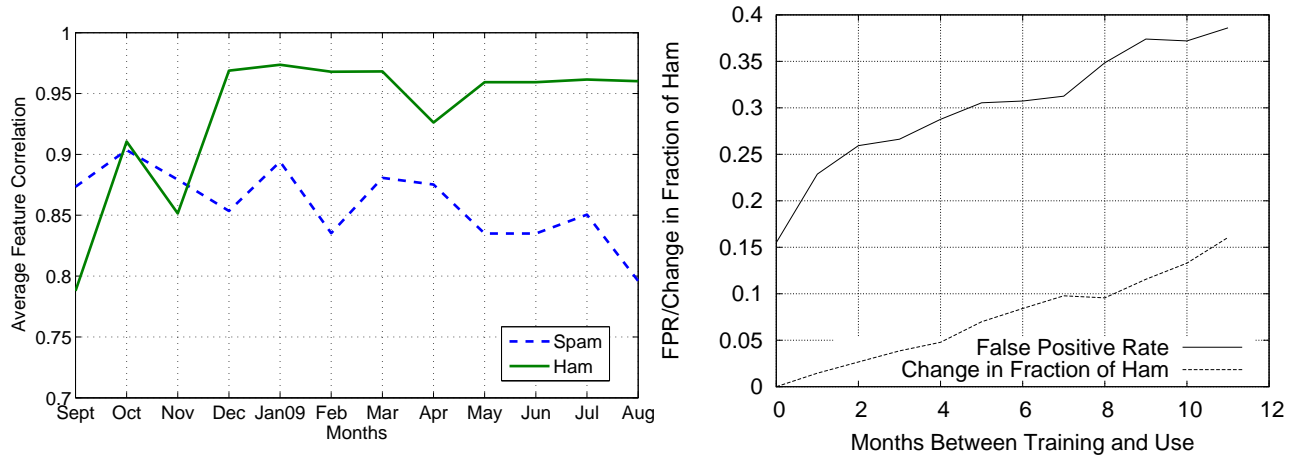 Average Feature Correlation
1
0.95
0.9
0.85
0.8
0.7
Sept Oct Nov Dec Jan09 Feb Mar Apr May Jun Jul Aug
Months
Spam
Ham
FPR/Change in Fraction of Ham
0.4
0.35
0.3
0.25
0.2
0.15
0.1
0.05
0
0 2 4 6 8 10 12
Months Between Training and Use
False Positive Rate
Change in Fraction of Ham